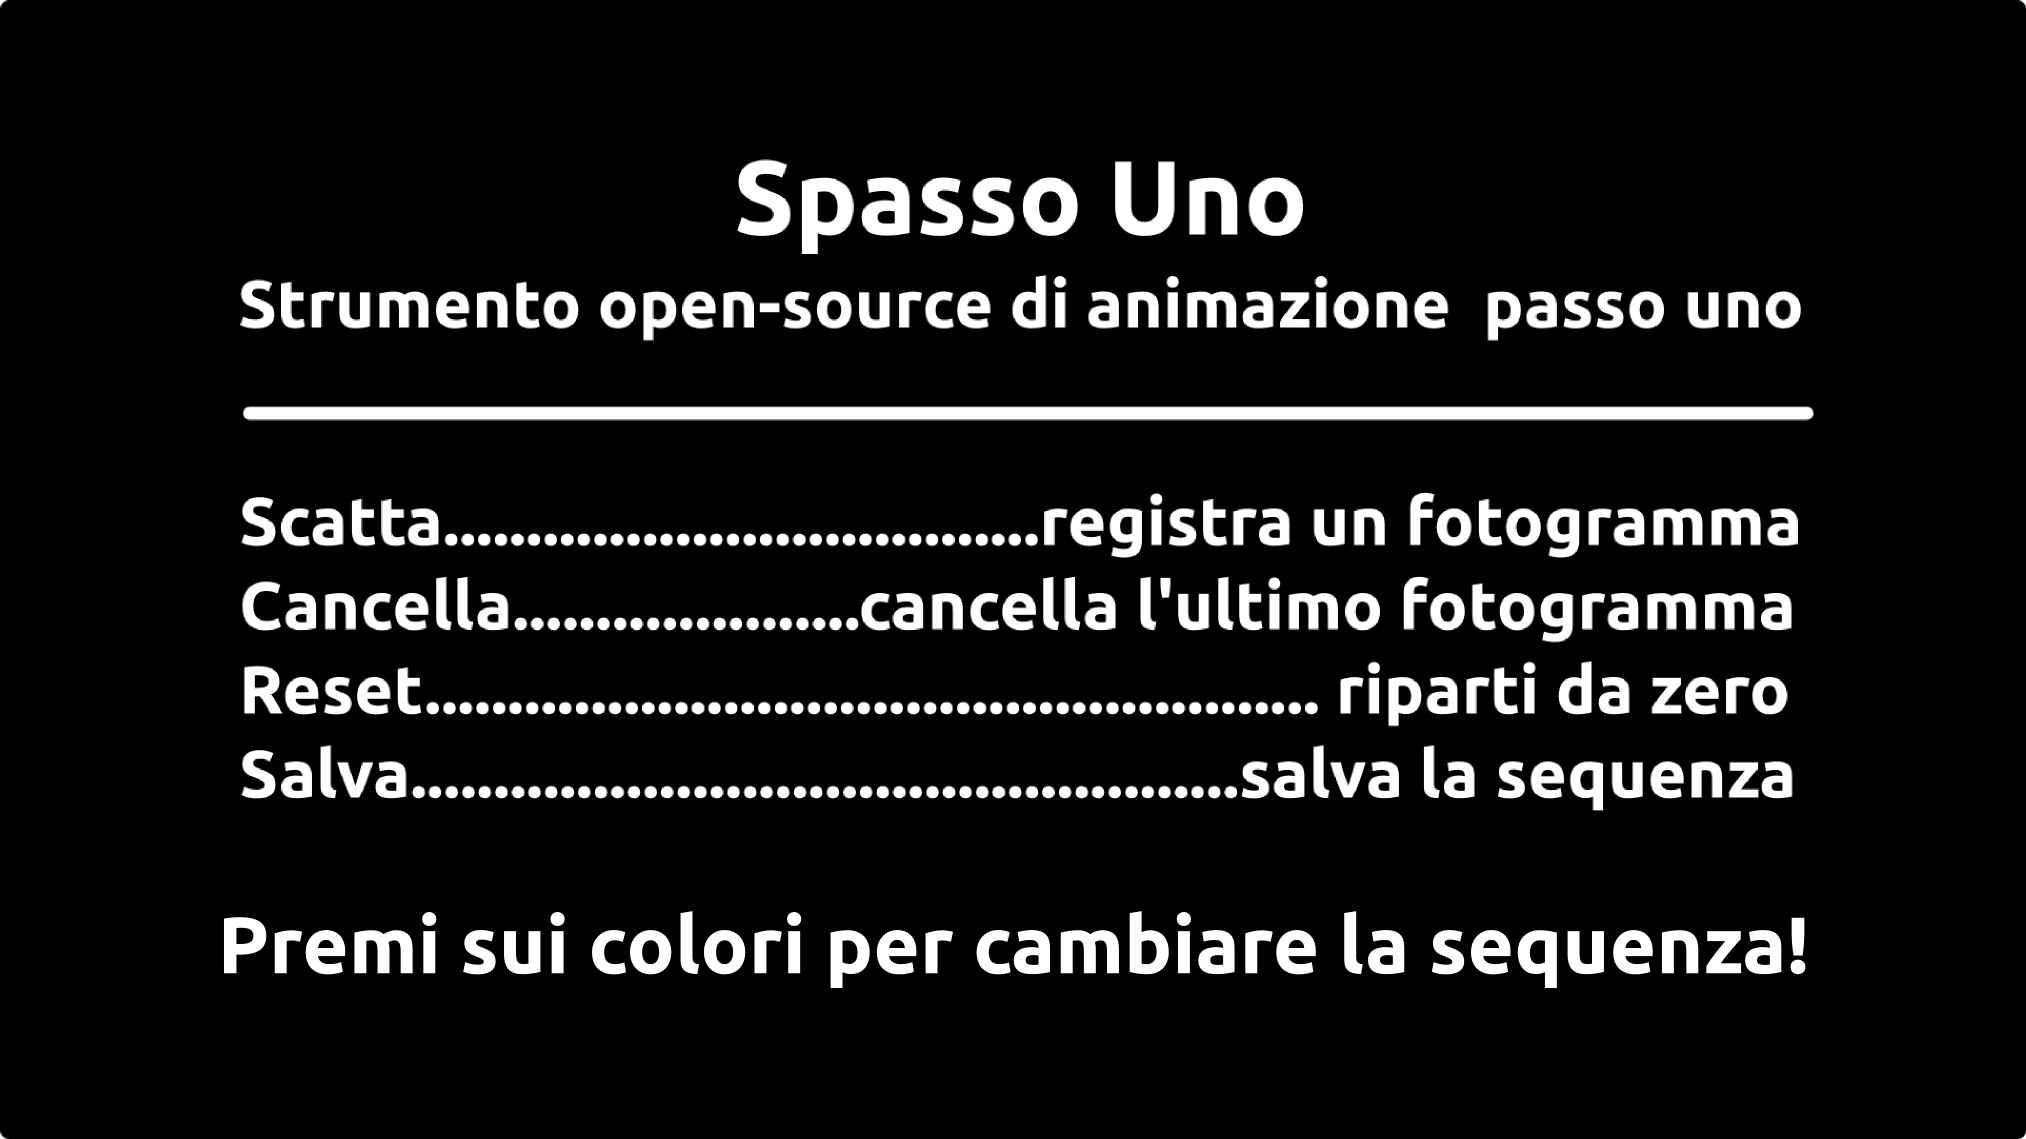 Spasso Uno
Strumento open-source di animazione  passo uno
Scatta....................................registra un fotogramma
Cancella.....................cancella l'ultimo fotogramma
Reset...................................................... riparti da zero
Salva..................................................salva la sequenza
Premi sui colori per cambiare la sequenza!